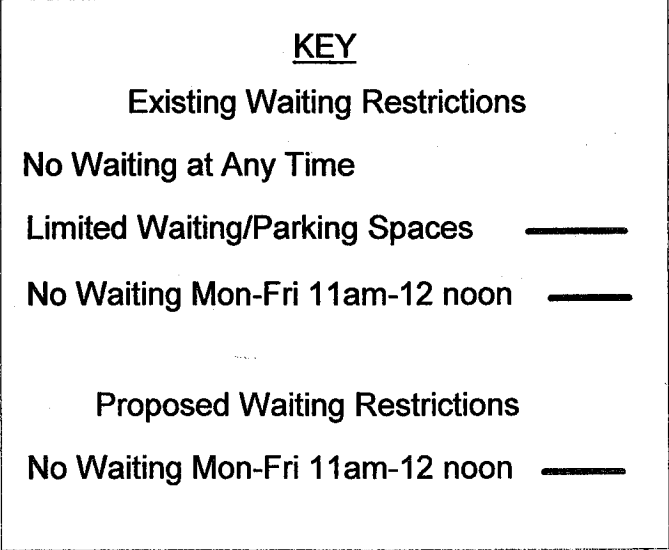 KEY
Existing Waiting Restrictions
No Waiting at Any Time
Limited Waiting/Parking Spaces
No Waiting Mon-Fri 11am-12 noon
Proposed Waiting Restrictions
No Waiting Mon-Fri 11am-12 noon